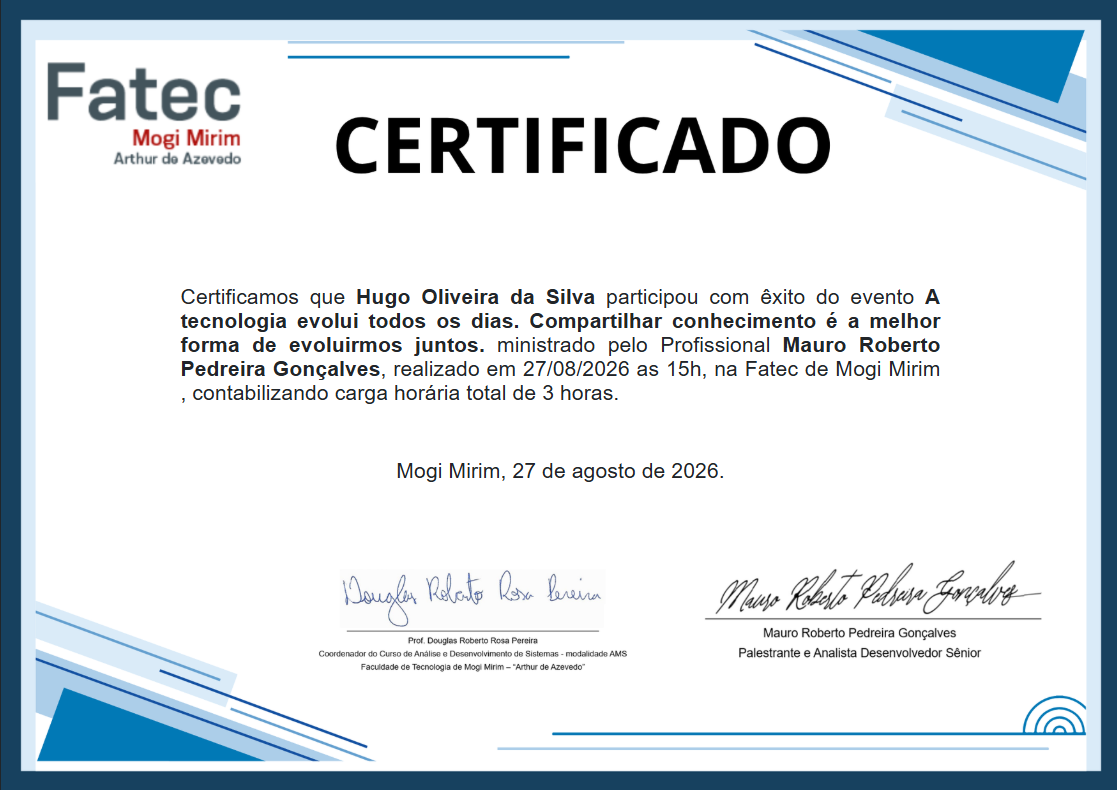 Fatec
Mogi Mirim
Arthur de Azevedo
CERTIFICADO
Certificamos que Hugo Oliveira da Silva participou com êxito do evento A
tecnologia evolui todos os dias. Compartilhar conhecimento é a melhor
forma de evoluirmos juntos. ministrado pelo Profissional Mauro Roberto
Pedreira Gonçalves, realizado em 27/08/2026 as 15h, na Fatec de Mogi Mirim
, contabilizando carga horária total de 3 horas.
Mogi Mirim, 27 de agosto de 2026.
Douglas Roberto Rosa Pereira
Prof. Douglas Roberto Rosa Pereira
Coordenador do Curso de Análise e Desenvolvimento de Sistemas - modalidade AMS
Faculdade de Tecnologia de Mogi Mirim – "Arthur de Azevedo"
Mauro Roberto Pedreira Gonçalves
Mauro Roberto Pedreira Gonçalves
Palestrante e Analista Desenvolvedor Sênior